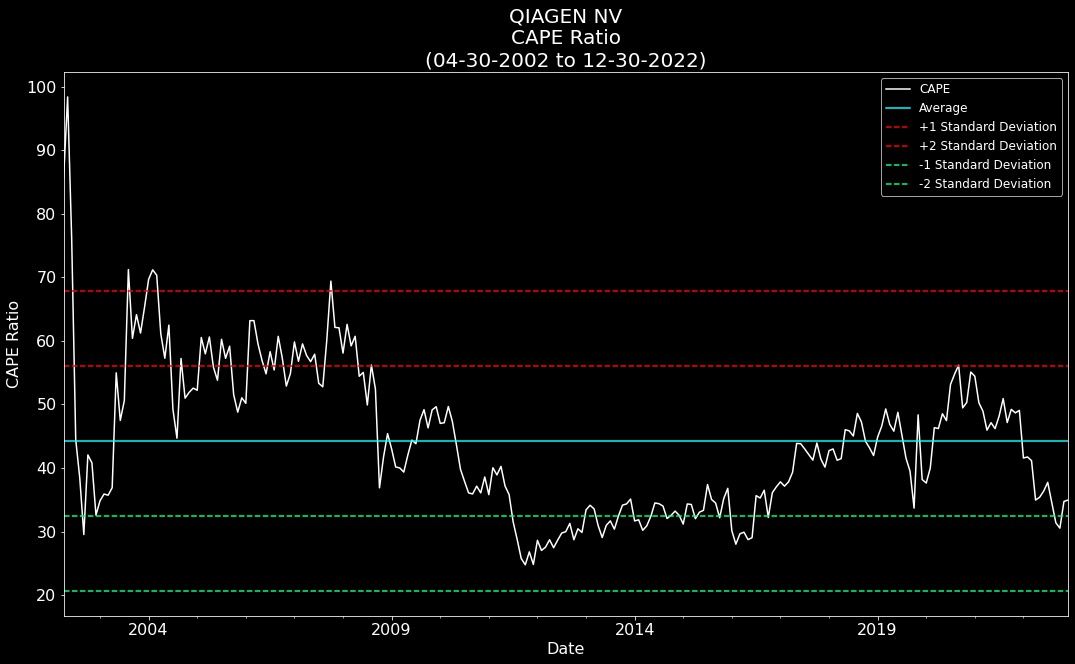 QIAGEN NV
CAPE Ratio
(04-30-2002 to 12-30-2022)
CAPE
Average
+1 Standard Deviation
+2 Standard Deviation
-1 Standard Deviation
-2 Standard Deviation
CAPE Ratio
100
90
80
70
60
50
40
30
20
2004
2009
2014
2019
Date